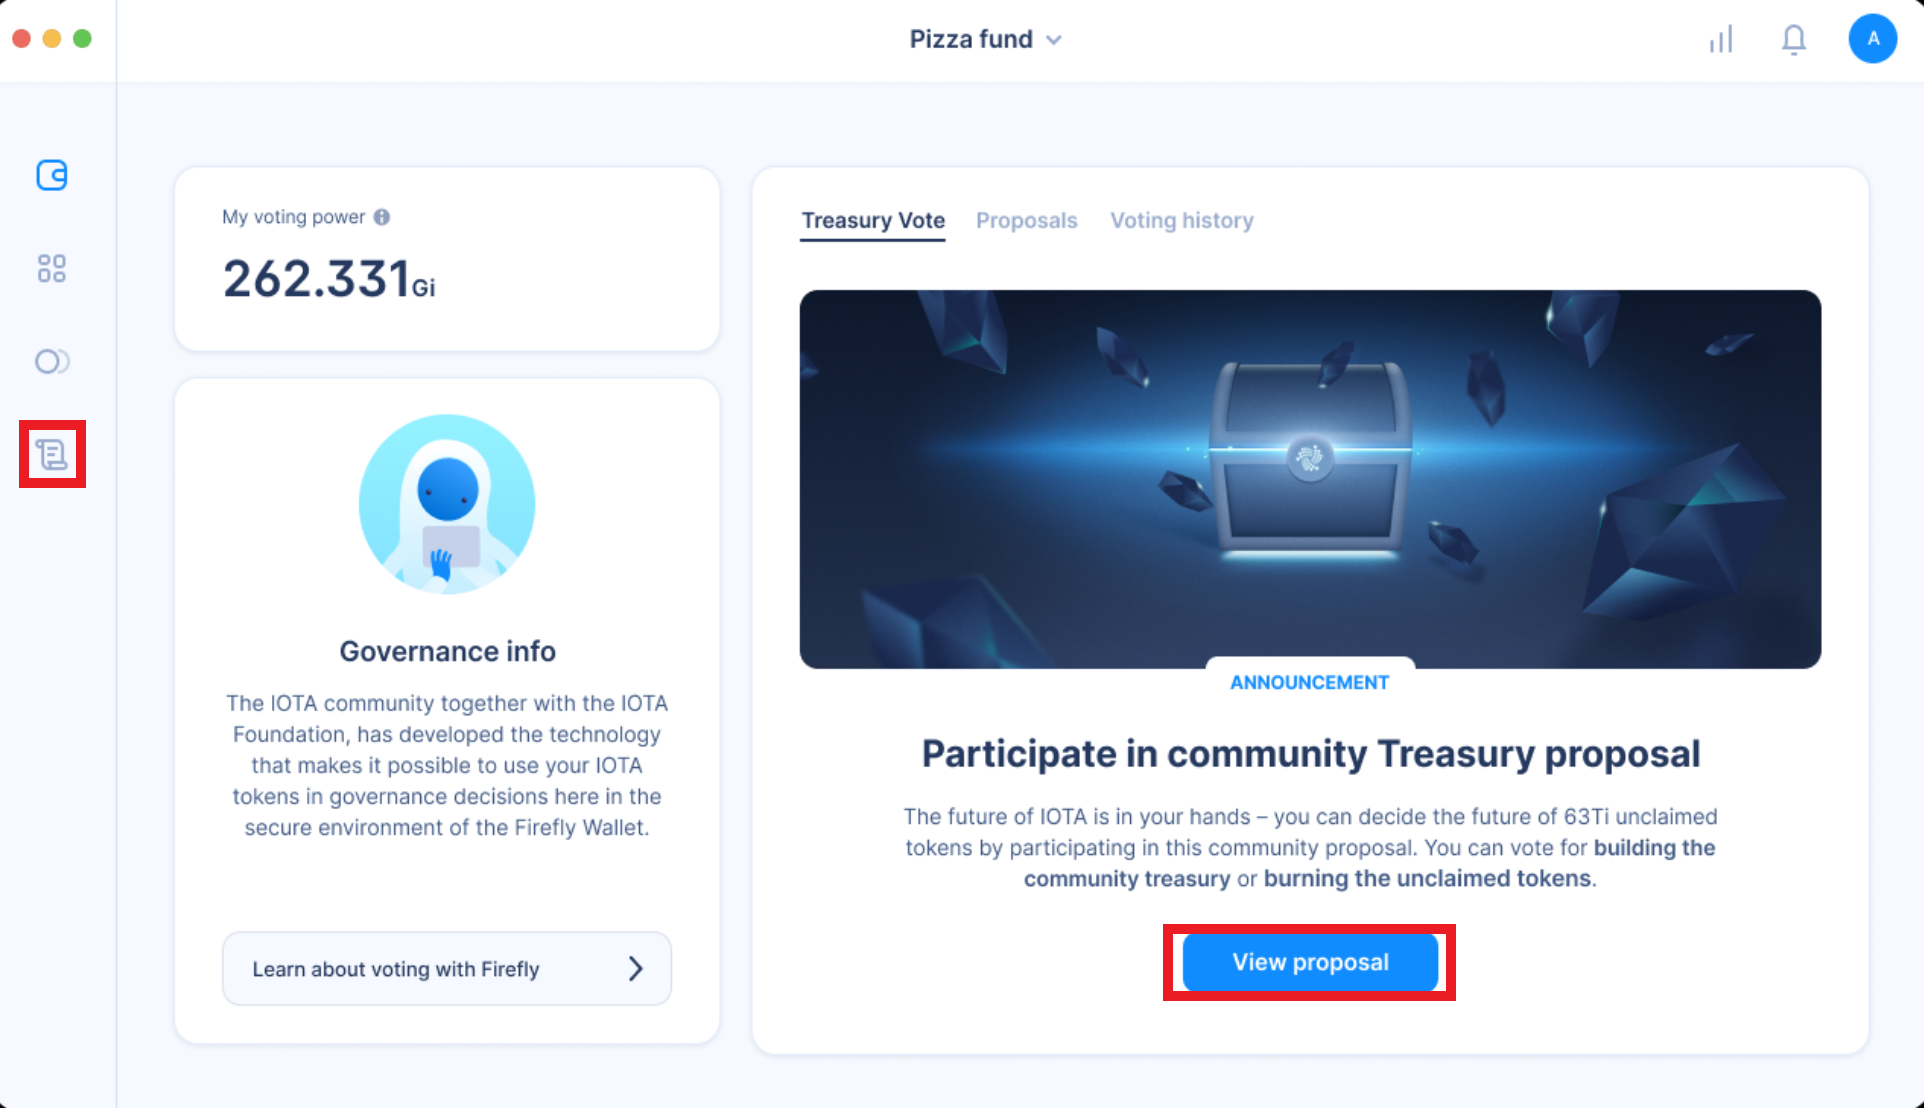 Pizza fund
A
My voting power
262.331Gi
Treasury Vote
Proposals
Voting history
Governance info
The IOTA community together with the IOTA
Foundation, has developed the technology
that makes it possible to use your IOTA
tokens in governance decisions here in the
secure environment of the Firefly Wallet.
Learn about voting with Firefly
ANNOUNCEMENT
Participate in community Treasury proposal
The future of IOTA is in your hands – you can decide the future of 63Ti unclaimed
tokens by participating in this community proposal. You can vote for building the
community treasury or burning the unclaimed tokens.
View proposal